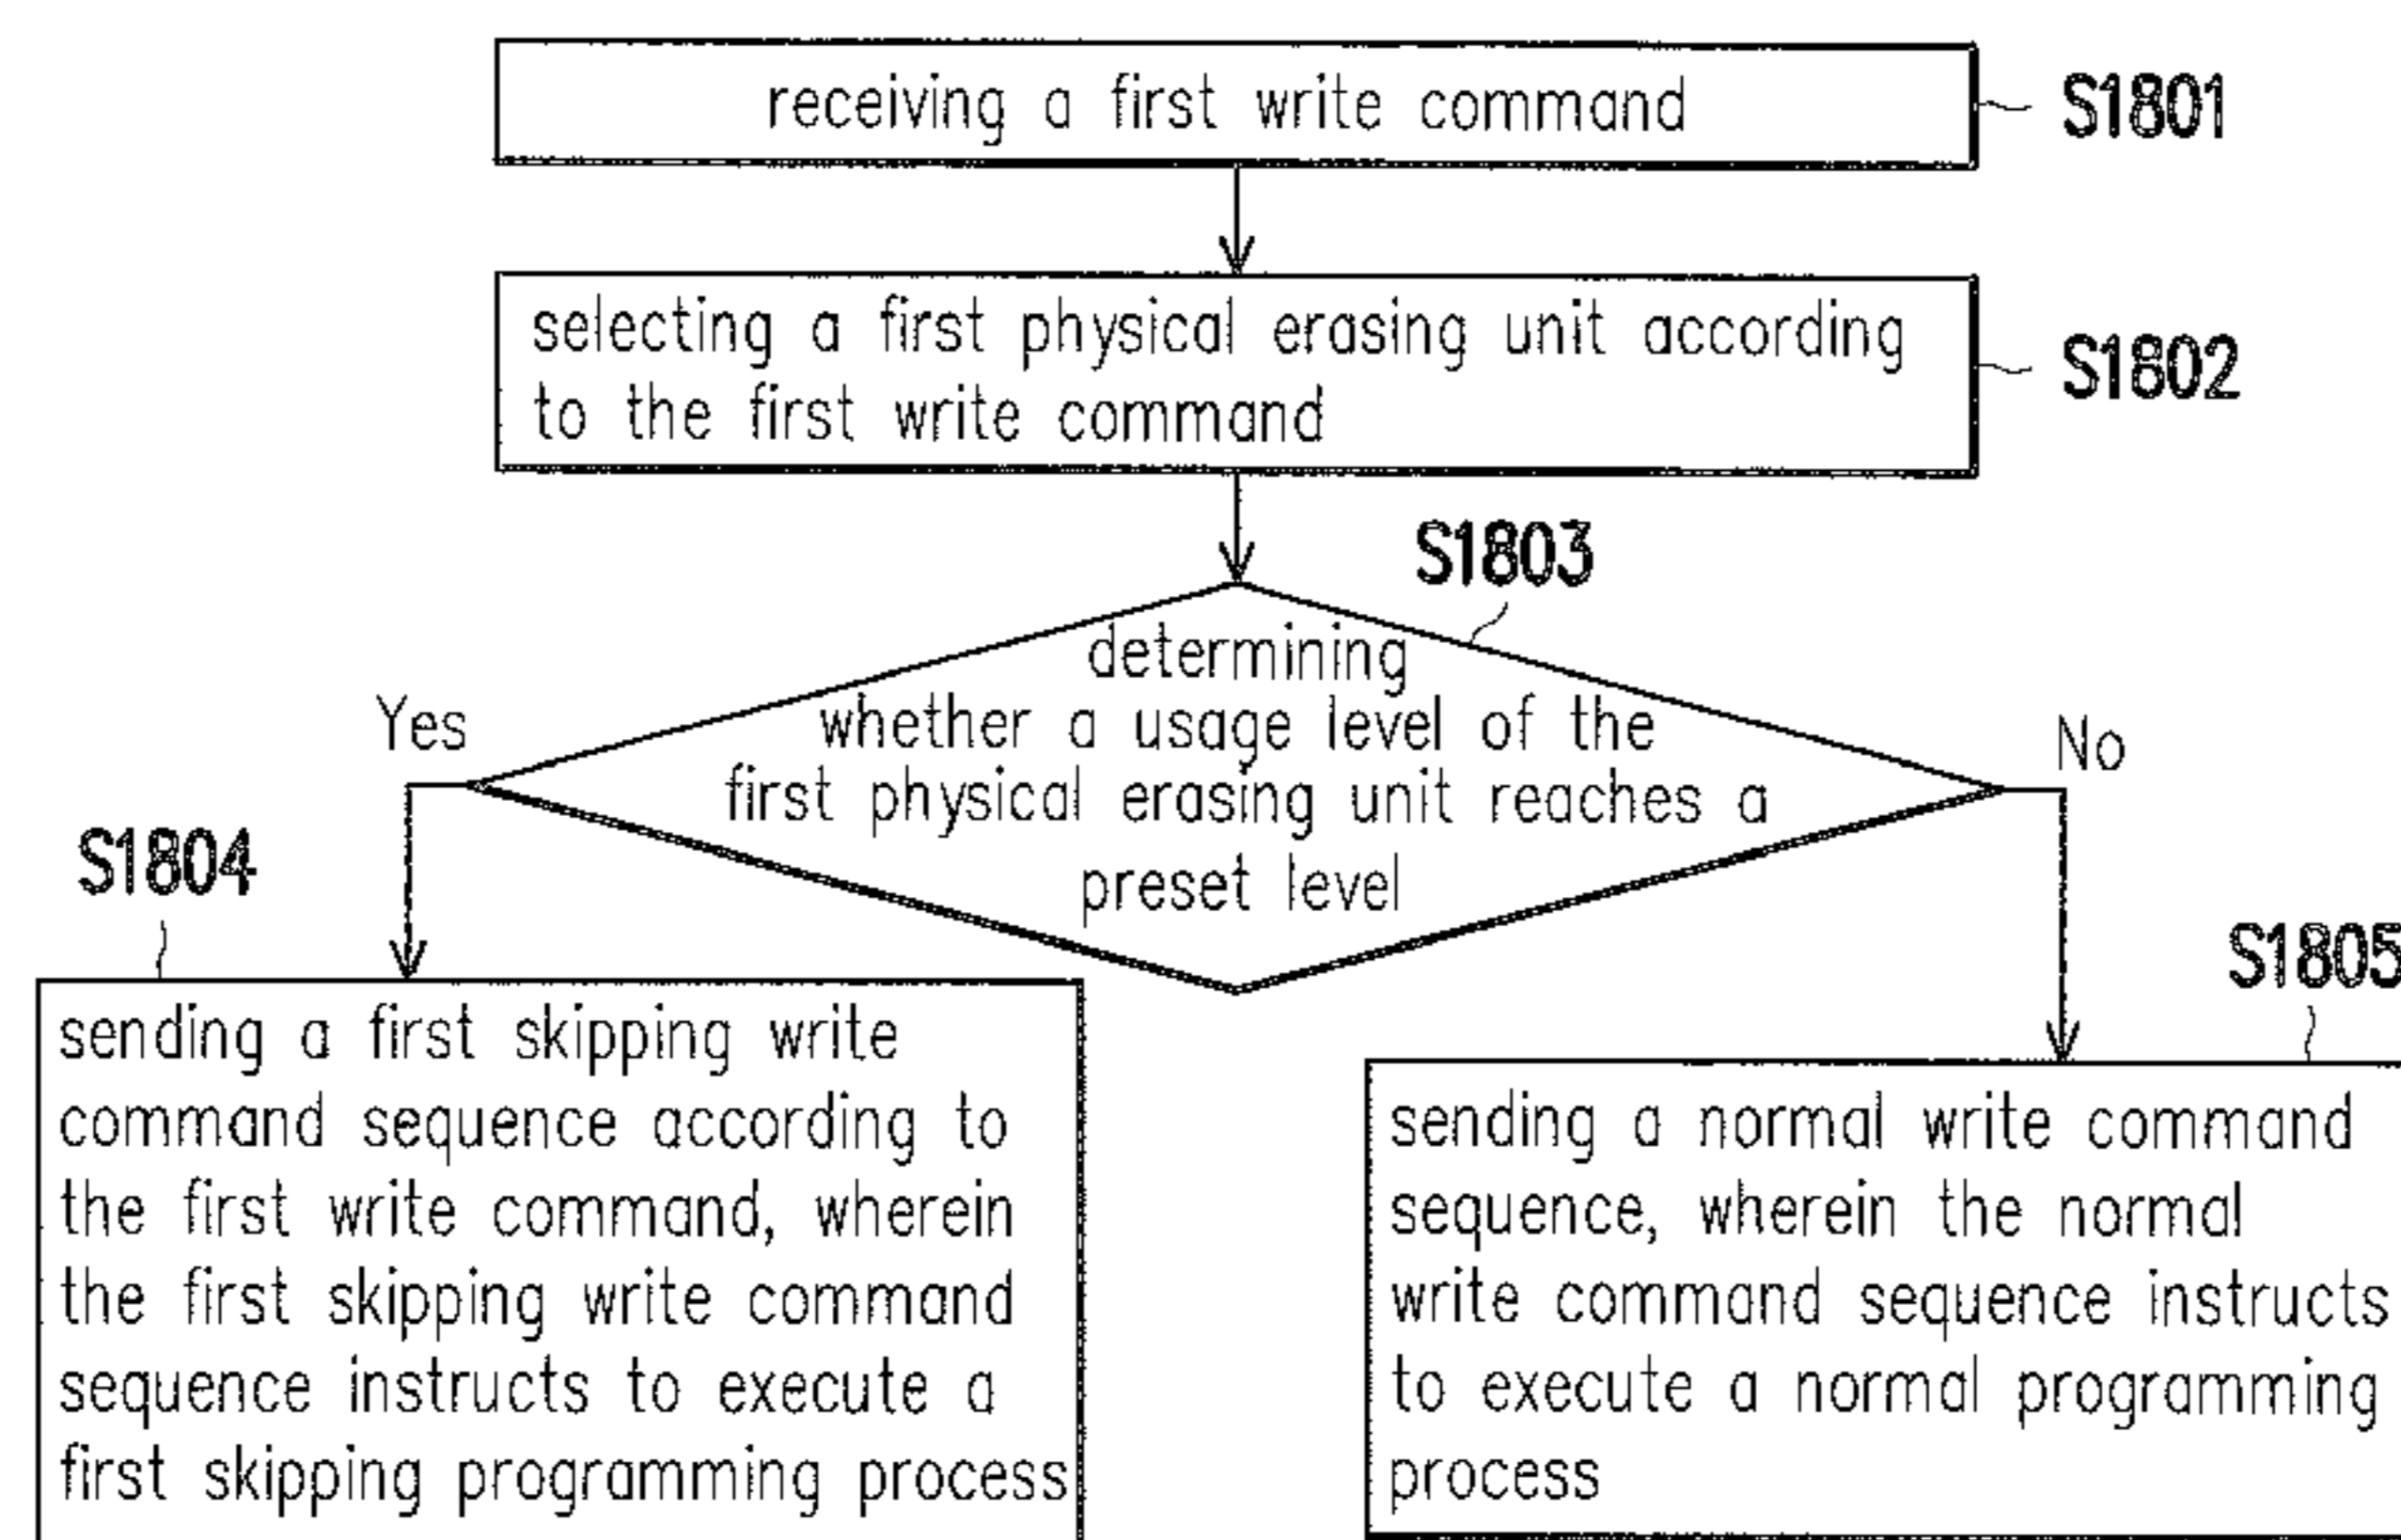 receiving a first write command
S1801
selecting a first physical erasing unit according
to the first write command
S1802
S1803
determining
whether a usage level of the
first physical erasing unit reaches a
preset level
Yes
No
S1804
sending a first skipping write
command sequence according to
the first write command, wherein
the first skipping write command
sequence instructs to execute a
first skipping programming process
S1805
sending a normal write command
sequence, wherein the normal
write command sequence instructs
to execute a normal programming
process